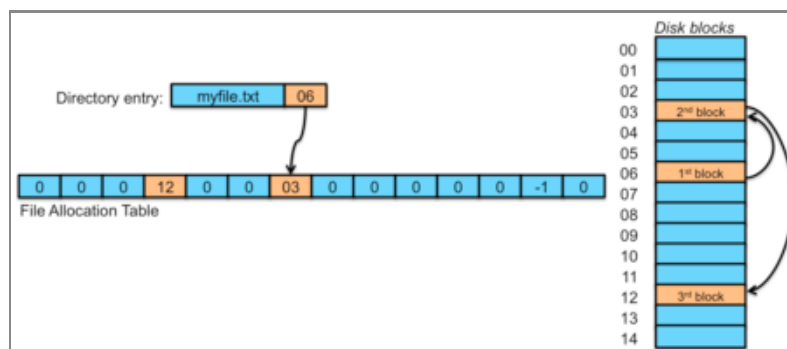 Disk blocks
Directory entry: myfile.txt 06
0 0 0 12 0 0 03 0 0 0 0 0 -1 0
File Allocation Table
00
01
02
03 2nd block
04
05
06 1st block
07
08
09
10
11
12 3rd block
13
14